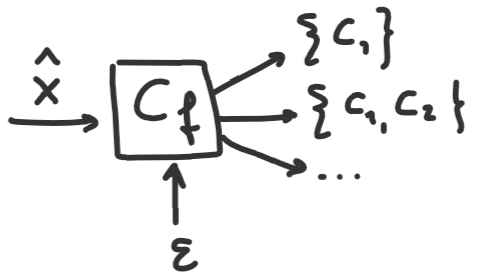 {C₁}
X̂
C_f
{C₁, C₂}
...
ε